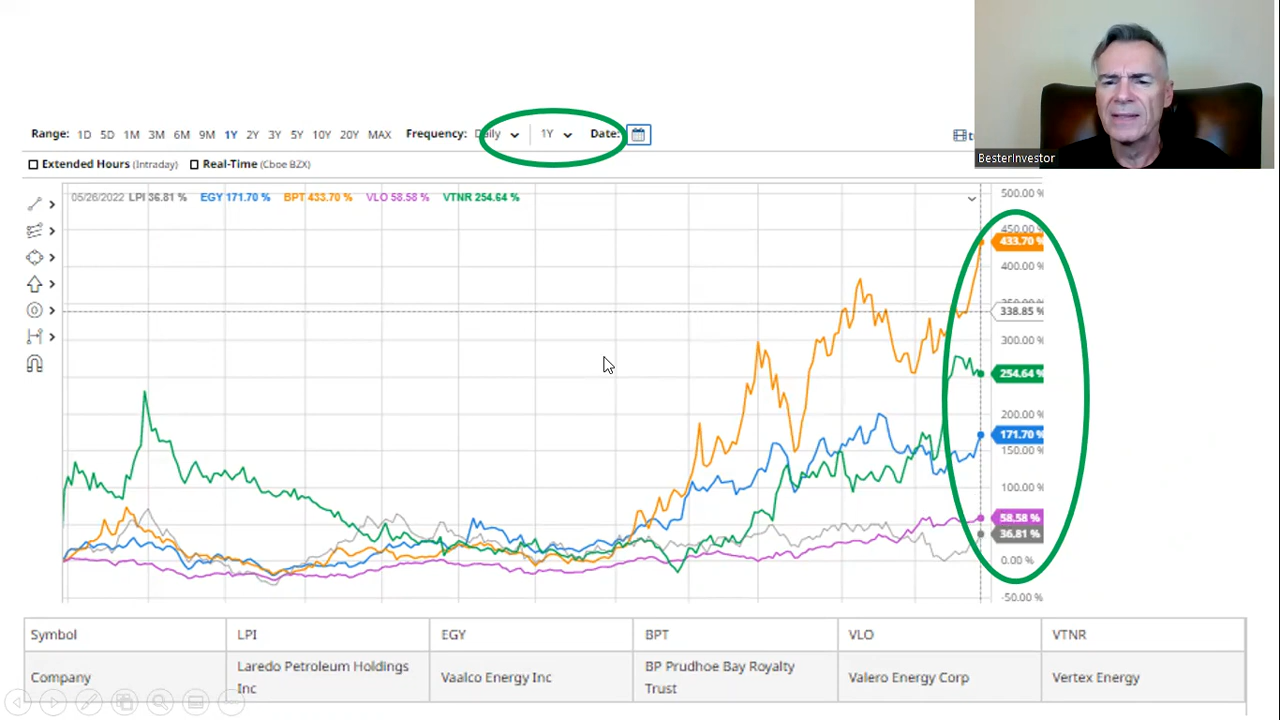 BesterInvestor
Range: 1D 5D 1M 3M 6M 9M 1Y 2Y 3Y 5Y 10Y 20Y MAX Frequency: Daily 1Y Date:
Extended Hours (Intraday) Real-Time (Cboe BZX)
05/26/2022 LPI 36.81 % EGY 171.70 % BPT 433.70 % VLO 58.58 % VTNR 254.64 %
500.00 %
450.00 %
433.70 %
400.00 %
350.00 %
338.85 %
300.00 %
254.64 %
200.00 %
171.70 %
150.00 %
100.00 %
58.58 %
36.81 %
0.00 %
-50.00 %
Symbol LPI EGY BPT VLO VTNR
Company Laredo Petroleum Holdings Inc Vaalco Energy Inc BP Prudhoe Bay Royalty Trust Valero Energy Corp Vertex Energy